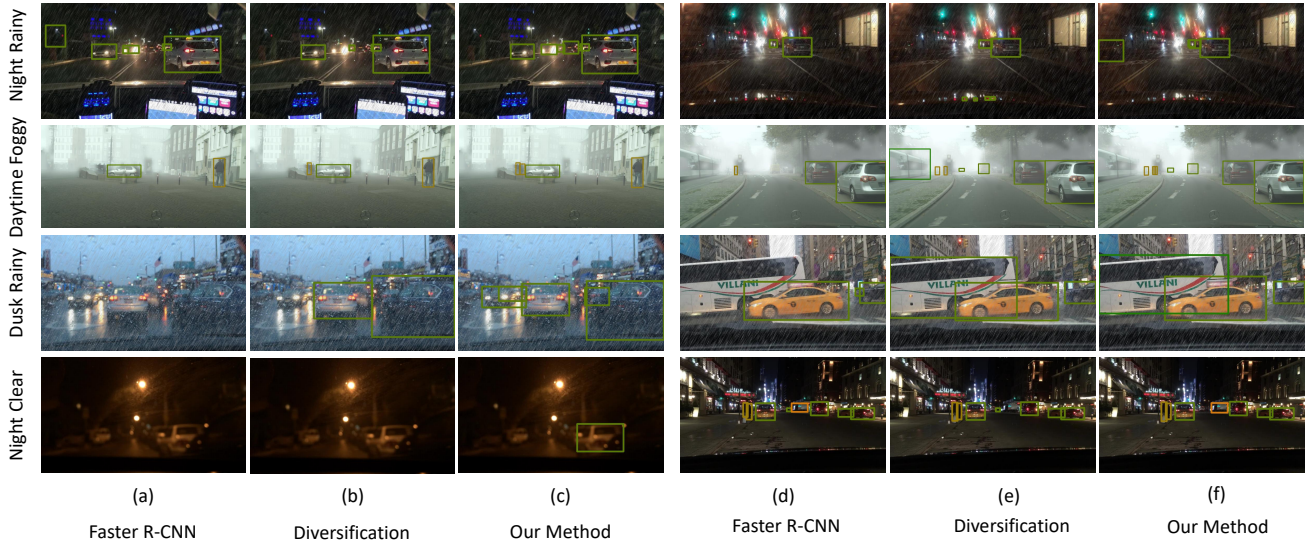 Night Rainy
Daytime Foggy
Dusk Rainy
VILLANI
VILLANI
VILLANI
Night Clear
(a)
(b)
(c)
(d)
(e)
(f)
Faster R-CNN
Diversification
Our Method
Faster R-CNN
Diversification
Our Method